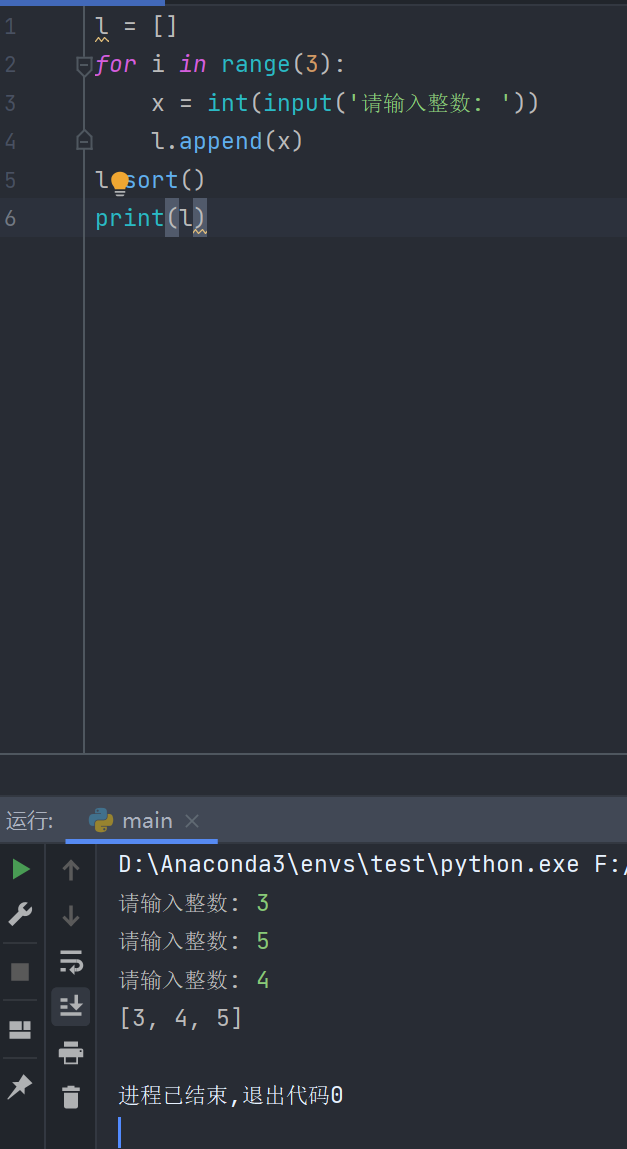 1 l = []
2 for i in range(3):
3 x = int(input('请输入整数: '))
4 l.append(x)
5 l.sort()
6 print(l)
运行: main
D:\Anaconda3\envs\test\python.exe F:/
请输入整数: 3
请输入整数: 5
请输入整数: 4
[3, 4, 5]
进程已结束,退出代码0